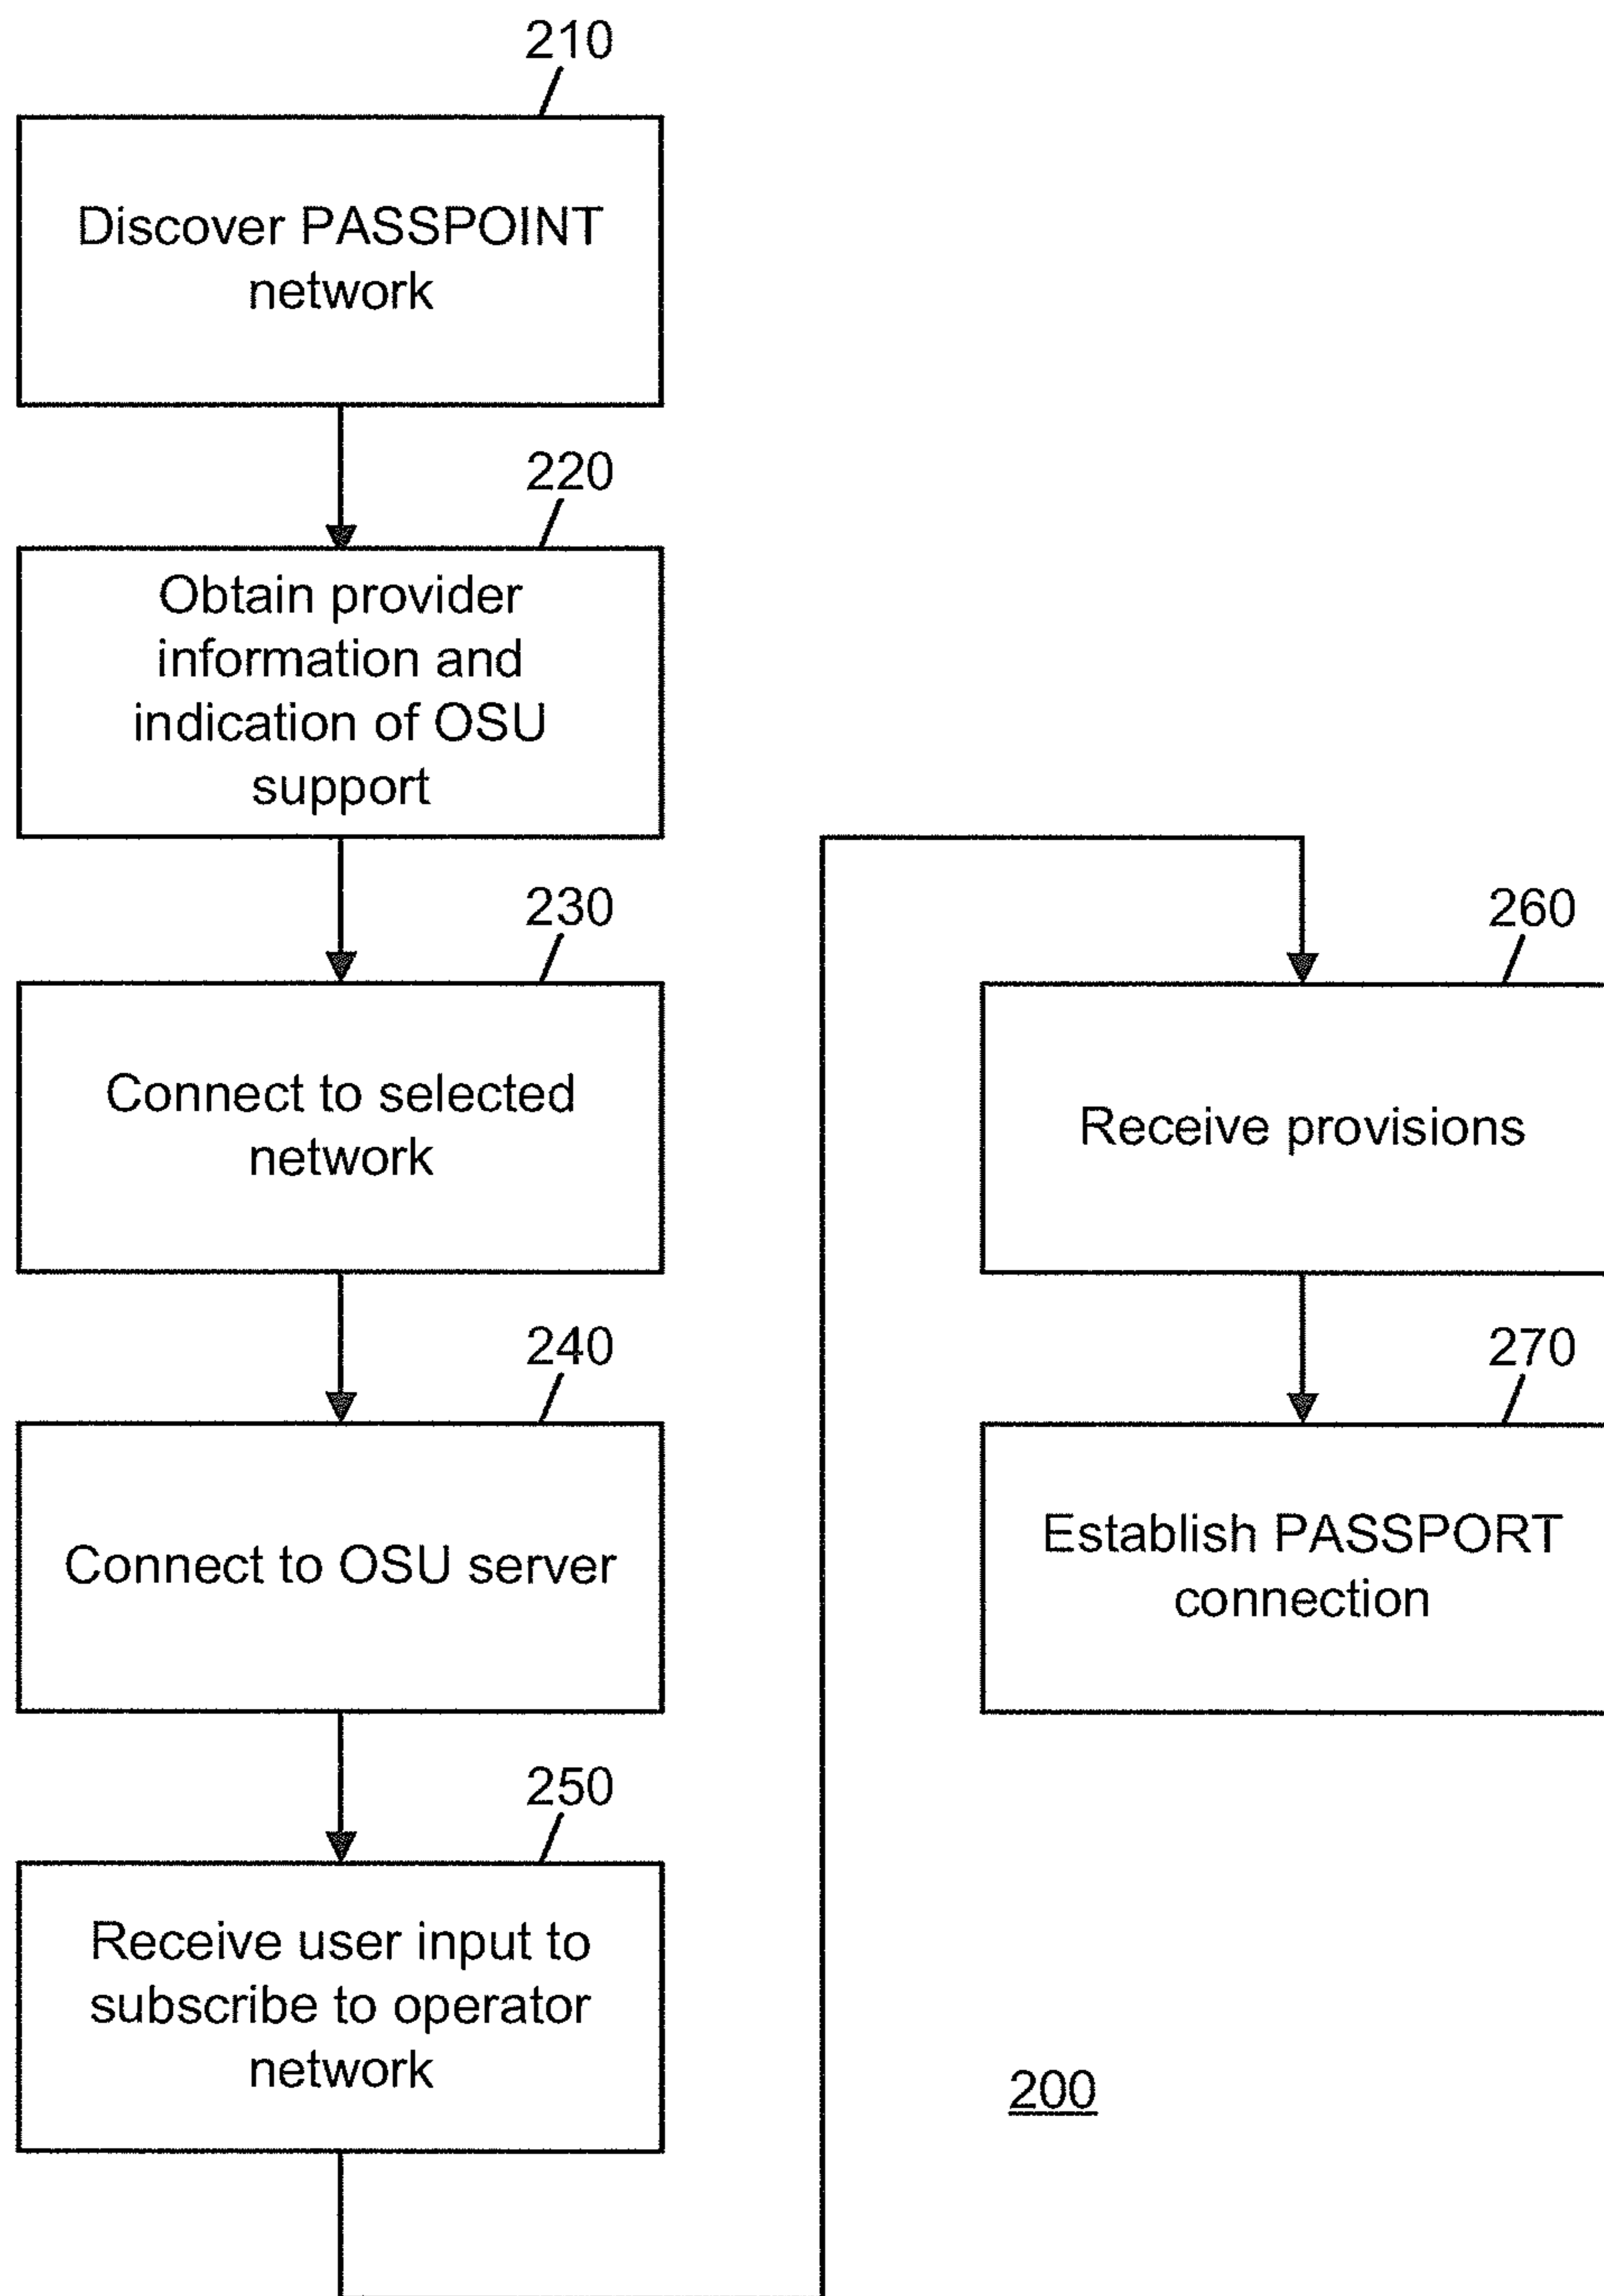 210
Discover PASSPOINT
network
220
Obtain provider
information and
indication of OSU
support
230
Connect to selected
network
240
Connect to OSU server
250
Receive user input to
subscribe to operator
network
260
Receive provisions
270
Establish PASSPORT
connection
200